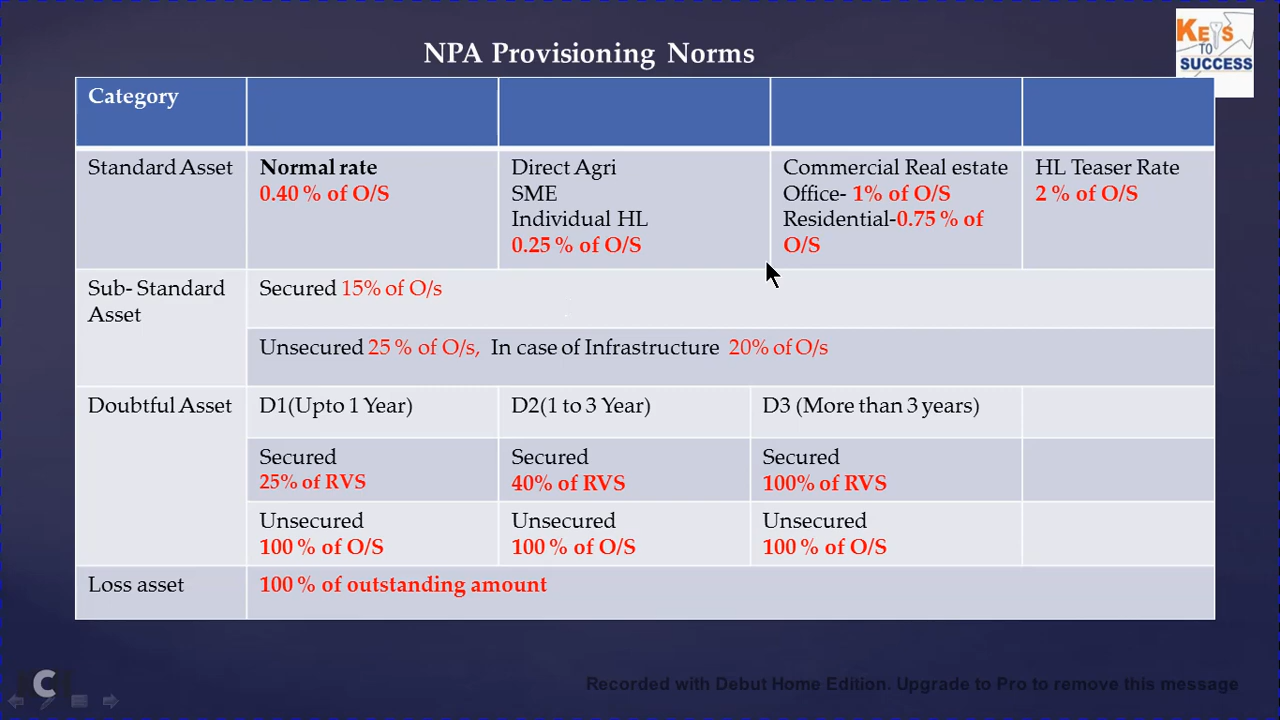 NPA Provisioning Norms
KEYS
TO
SUCCESS
Category
Standard Asset
Normal rate
0.40 % of O/S
Direct Agri
SME
Individual HL
0.25 % of O/S
Commercial Real estate
Office- 1% of O/S
Residential-0.75 % of
O/S
HL Teaser Rate
2 % of O/S
Sub- Standard
Asset
Secured 15% of O/s
Unsecured 25 % of O/s, In case of Infrastructure 20% of O/s
Doubtful Asset
D1(Upto 1 Year)
D2(1 to 3 Year)
D3 (More than 3 years)
Secured
25% of RVS
Secured
40% of RVS
Secured
100% of RVS
Unsecured
100 % of O/S
Unsecured
100 % of O/S
Unsecured
100 % of O/S
Loss asset
100 % of outstanding amount
C
Recorded with Debut Home Edition. Upgrade to Pro to remove this message